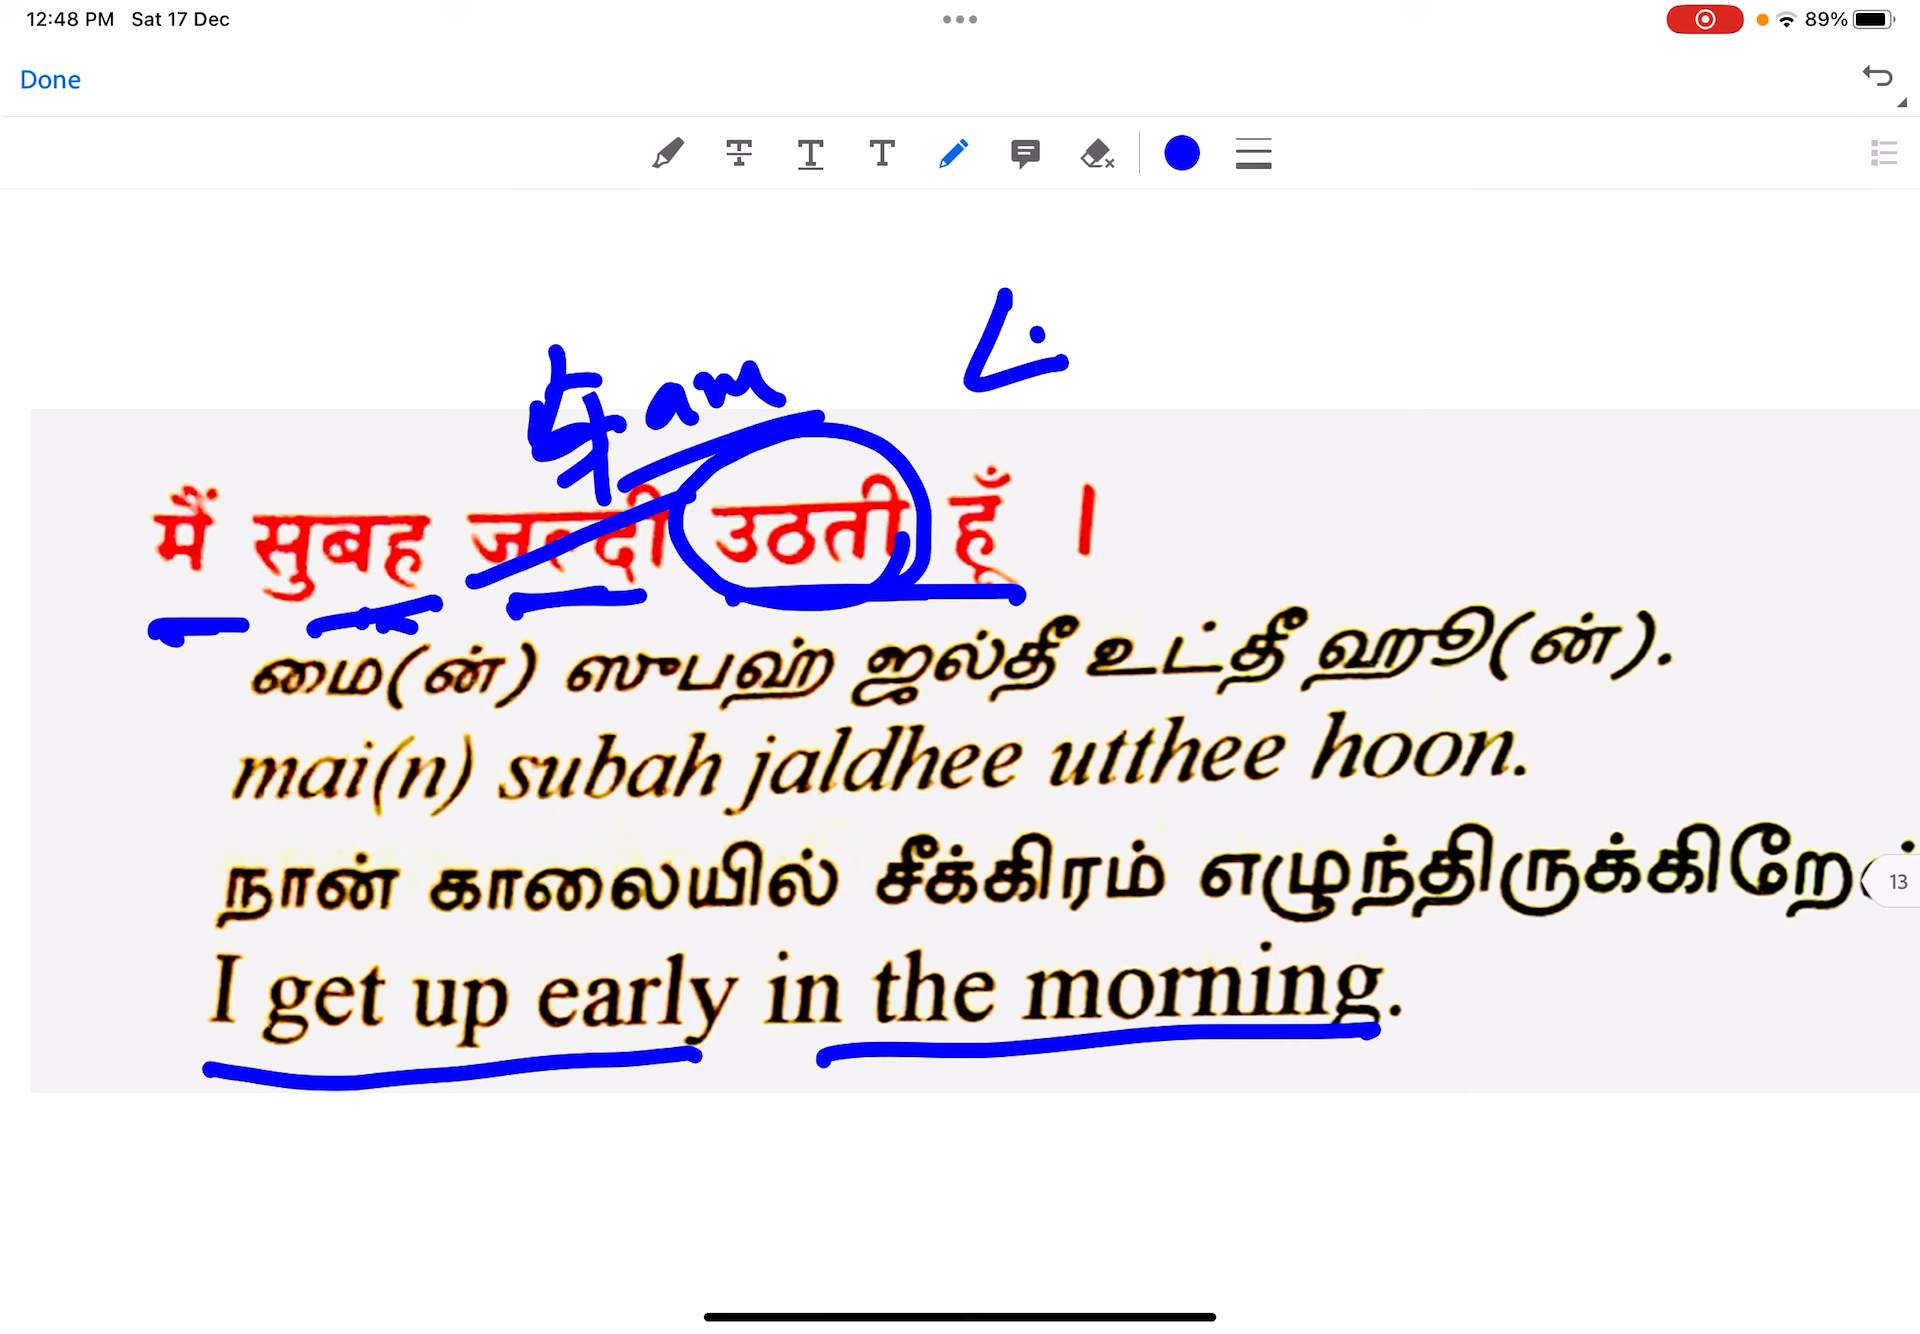 12:48 PM Sat 17 Dec
89%
Done
4 am
मैं सुबह जल्दी उठती हूँ ।
மை(ன்) ஸுபஹ் ஜல்தீ உட்தீ ஹூ(ன்).
mai(n) subah jaldhee utthee hoon.
நான் காலையில் சீக்கிரம் எழுந்திருக்கிறே
13
I get up early in the morning.